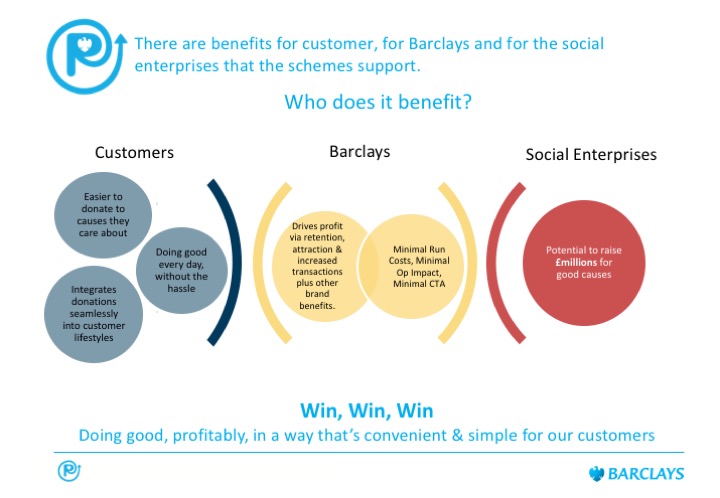 There are benefits for customer, for Barclays and for the social
enterprises that the schemes support.
Who does it benefit?
Customers
Easier to
donate to
causes they
care about
Doing good
every day,
without the
hassle
Integrates
donations
seamlessly
into customer
lifestyles
Barclays
Drives profit
via retention,
attraction &
increased
transactions
plus other
brand
benefits.
Minimal Run
Costs, Minimal
Op Impact,
Minimal CTA
Social Enterprises
Potential to raise
£millions for
good causes
Win, Win, Win
Doing good, profitably, in a way that's convenient & simple for our customers
BARCLAYS